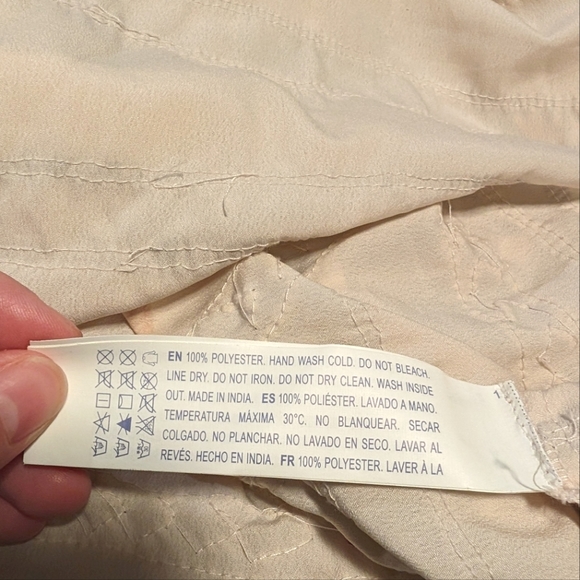 EN 100% POLYESTER. HAND WASH COLD. DO NOT BLEACH.
LINE DRY. DO NOT IRON. DO NOT DRY CLEAN. WASH INSIDE
OUT. MADE IN INDIA. ES 100% POLIÉSTER. LAVADO A MANO.
TEMPERATURA MÁXIMA 30°C. NO BLANQUEAR. SECAR
COLGADO. NO PLANCHAR. NO LAVADO EN SECO. LAVAR AL
REVÉS. HECHO EN INDIA. FR 100% POLYESTER. LAVER À LA
1